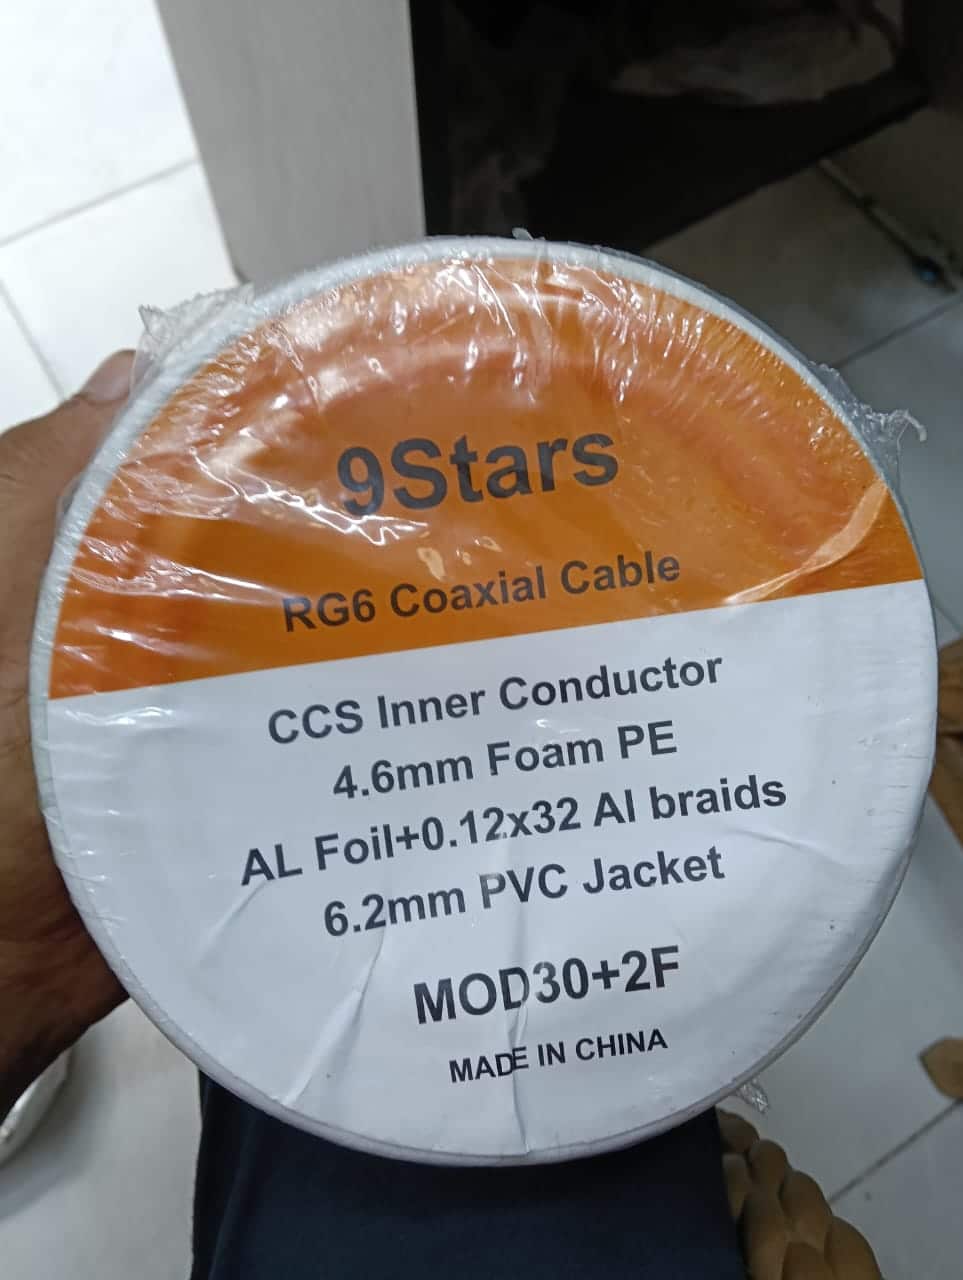 9Stars
RG6 Coaxial Cable
CCS Inner Conductor
4.6mm Foam PE
AL Foil+0.12x32 Al braids
6.2mm PVC Jacket
MOD30+2F
MADE IN CHINA